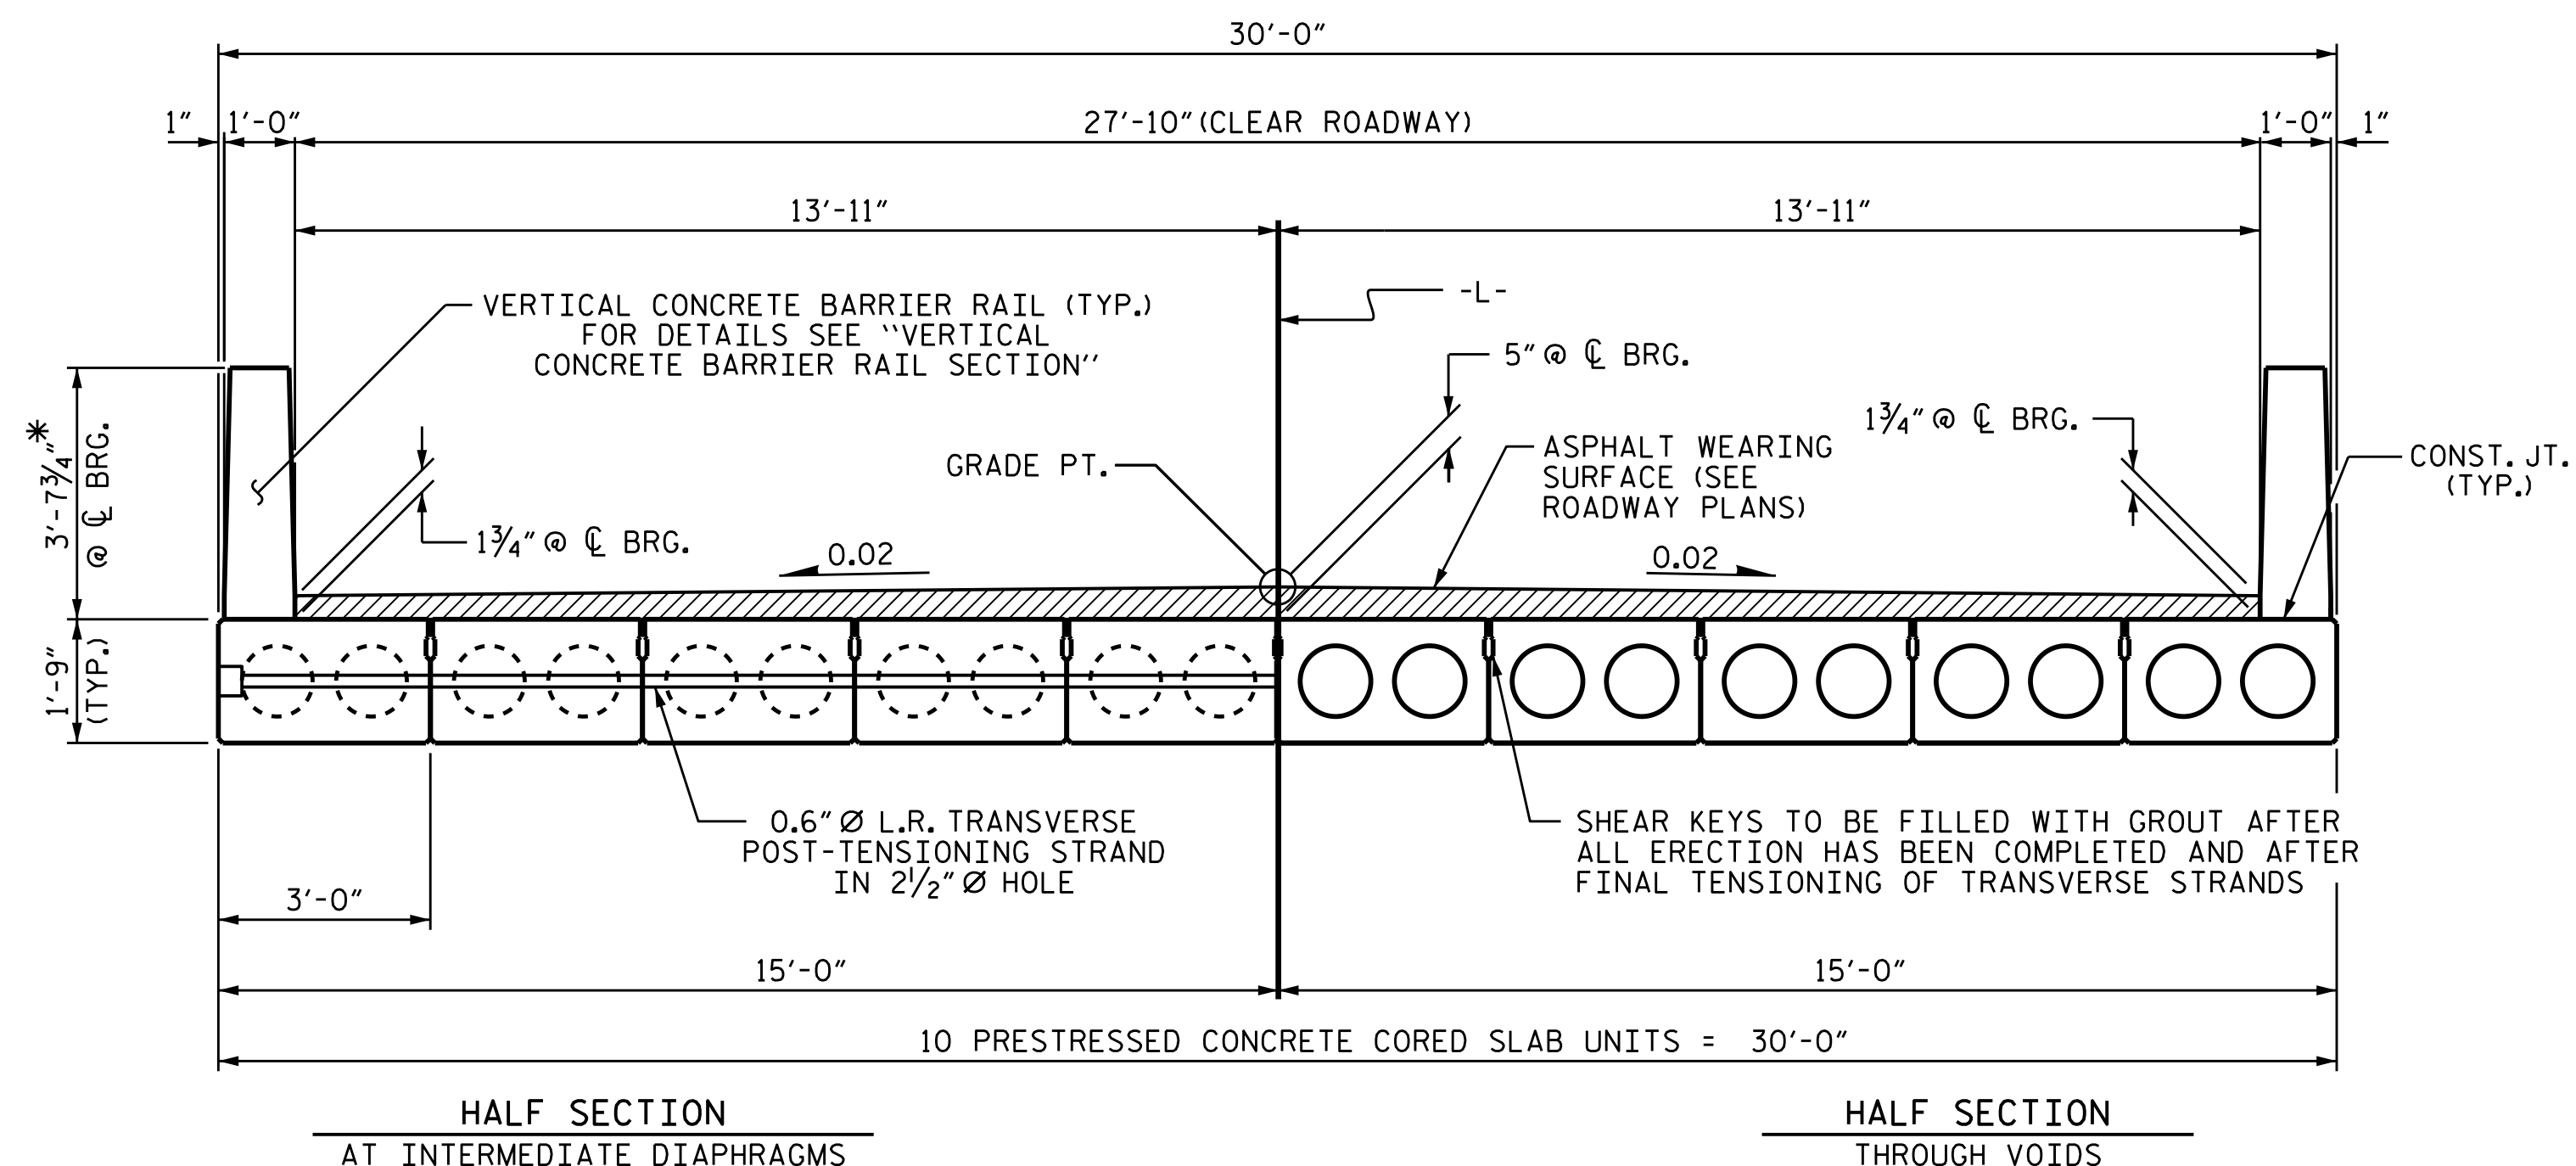 30'-0"
1" 1'-0" 27'-10" (CLEAR ROADWAY) 1'-0" 1"
13'-11" 13'-11"
VERTICAL CONCRETE BARRIER RAIL (TYP.)
FOR DETAILS SEE "VERTICAL
CONCRETE BARRIER RAIL SECTION"
-L-
5" @ ℄ BRG.
1¾" @ ℄ BRG.
3'-7¾" *
@ ℄ BRG.
GRADE PT.
ASPHALT WEARING
SURFACE (SEE
ROADWAY PLANS)
CONST. JT.
(TYP.)
1¾" @ ℄ BRG.
0.02 0.02
1'-9"
(TYP.)
0.6" Ø L.R. TRANSVERSE
POST-TENSIONING STRAND
IN 2½" Ø HOLE
SHEAR KEYS TO BE FILLED WITH GROUT AFTER
ALL ERECTION HAS BEEN COMPLETED AND AFTER
FINAL TENSIONING OF TRANSVERSE STRANDS
3'-0"
15'-0" 15'-0"
10 PRESTRESSED CONCRETE CORED SLAB UNITS = 30'-0"
HALF SECTION
AT INTERMEDIATE DIAPHRAGMS
HALF SECTION
THROUGH VOIDS